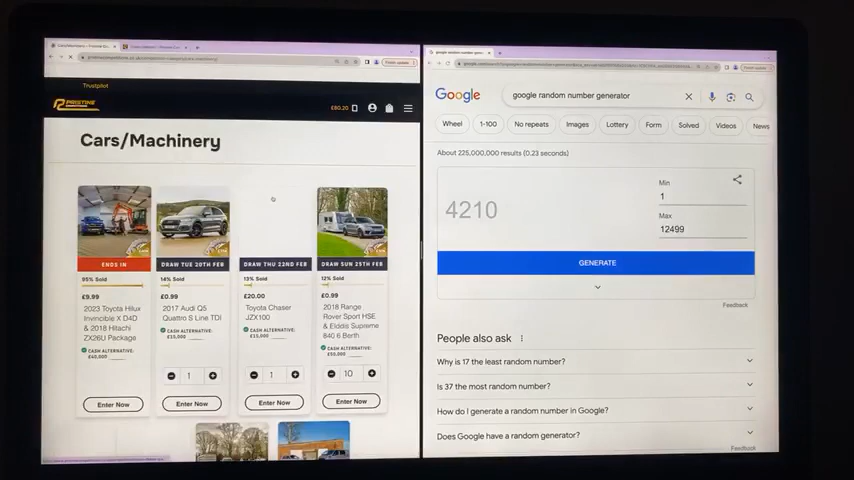 Trustpilot
PRISTINE
£60.20
Cars/Machinery
ENDS IN
95% Sold
£9.99
2023 Toyota Hilux
Invincible X D4D
& 2018 Hitachi
ZX26U Package
CASH ALTERNATIVE:
£40,000
Enter Now
DRAW TUE 20TH FEB
14% Sold
£0.99
2017 Audi Q5
Quattro S Line TDi
CASH ALTERNATIVE:
£10,000
1
Enter Now
DRAW THU 22ND FEB
13% Sold
£20.00
Toyota Chaser
JZX100
CASH ALTERNATIVE:
£15,000
1
Enter Now
DRAW SUN 25TH FEB
12% Sold
£0.99
2018 Range
Rover Sport HSE
& Elddis Supreme
840 6 Berth
CASH ALTERNATIVE:
£50,000
10
Enter Now
Google
google random number generator
Wheel
1-100
No repeats
Images
Lottery
Form
Solved
Videos
News
About 225,000,000 results (0.23 seconds)
4210
Min
1
Max
12499
GENERATE
Feedback
People also ask
Why is 17 the least random number?
Is 37 the most random number?
How do I generate a random number in Google?
Does Google have a random generator?
Feedback